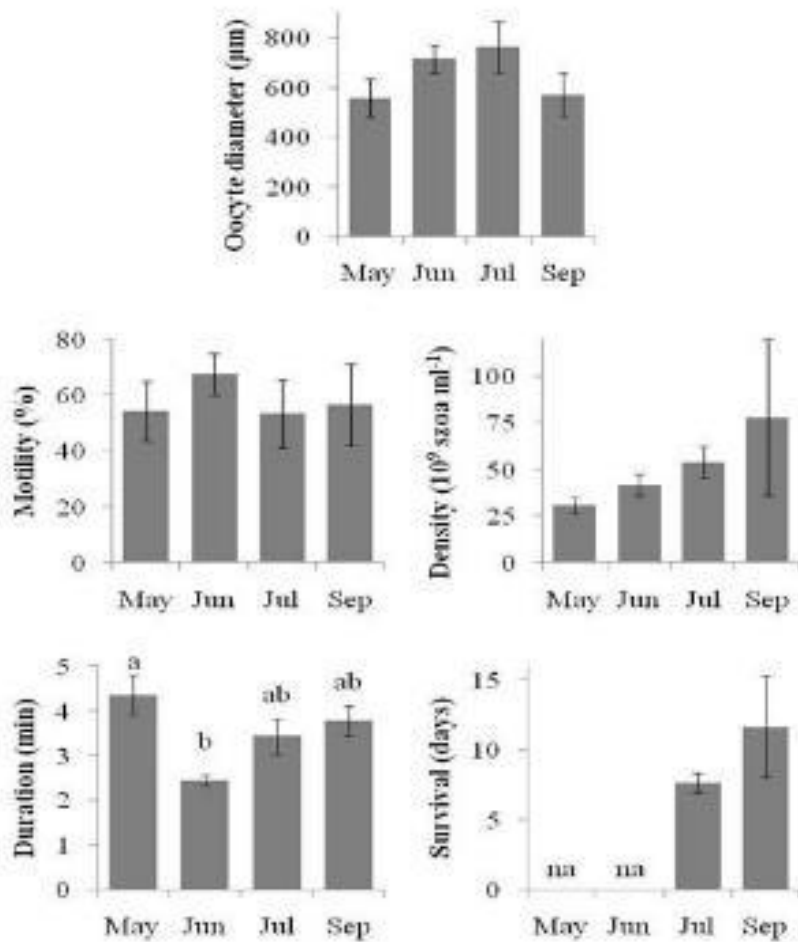 Oocyte diameter (µm)
800
600
400
200
0
May Jun Jul Sep
Motility (%)
80
60
40
20
0
May Jun Jul Sep
Density (10⁹ szoa ml⁻¹)
100
75
50
25
0
May Jun Jul Sep
Duration (min)
5
4
3
2
1
0
a
b
ab
ab
May Jun Jul Sep
Survival (days)
15
10
5
0
na na
May Jun Jul Sep